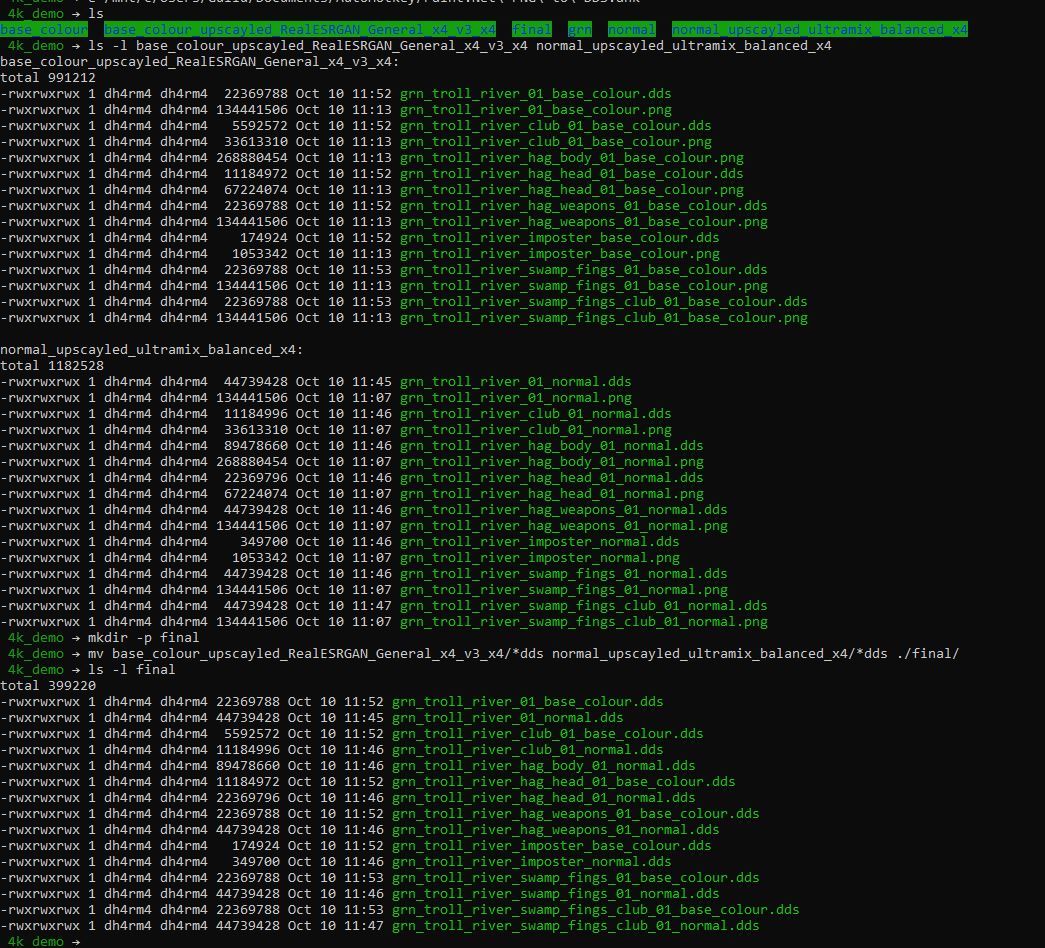 4k_demo → ls
base_colour base_colour_upscayled_RealESRGAN_General_x4_v3_x4 final grn normal normal_upscayled_ultramix_balanced_x4
4k_demo → ls -l base_colour_upscayled_RealESRGAN_General_x4_v3_x4 normal_upscayled_ultramix_balanced_x4
base_colour_upscayled_RealESRGAN_General_x4_v3_x4:
total 991212
-rwxrwxrwx 1 dh4rm4 dh4rm4 22369788 Oct 10 11:52 grn_troll_river_01_base_colour.dds
-rwxrwxrwx 1 dh4rm4 dh4rm4 134441506 Oct 10 11:13 grn_troll_river_01_base_colour.png
-rwxrwxrwx 1 dh4rm4 dh4rm4 5592572 Oct 10 11:52 grn_troll_river_club_01_base_colour.dds
-rwxrwxrwx 1 dh4rm4 dh4rm4 33613310 Oct 10 11:13 grn_troll_river_club_01_base_colour.png
-rwxrwxrwx 1 dh4rm4 dh4rm4 268880454 Oct 10 11:13 grn_troll_river_hag_body_01_base_colour.png
-rwxrwxrwx 1 dh4rm4 dh4rm4 11184972 Oct 10 11:52 grn_troll_river_hag_head_01_base_colour.dds
-rwxrwxrwx 1 dh4rm4 dh4rm4 67224074 Oct 10 11:13 grn_troll_river_hag_head_01_base_colour.png
-rwxrwxrwx 1 dh4rm4 dh4rm4 22369788 Oct 10 11:52 grn_troll_river_hag_weapons_01_base_colour.dds
-rwxrwxrwx 1 dh4rm4 dh4rm4 134441506 Oct 10 11:13 grn_troll_river_hag_weapons_01_base_colour.png
-rwxrwxrwx 1 dh4rm4 dh4rm4 174924 Oct 10 11:52 grn_troll_river_imposter_base_colour.dds
-rwxrwxrwx 1 dh4rm4 dh4rm4 1053342 Oct 10 11:13 grn_troll_river_imposter_base_colour.png
-rwxrwxrwx 1 dh4rm4 dh4rm4 22369788 Oct 10 11:53 grn_troll_river_swamp_fings_01_base_colour.dds
-rwxrwxrwx 1 dh4rm4 dh4rm4 134441506 Oct 10 11:13 grn_troll_river_swamp_fings_01_base_colour.png
-rwxrwxrwx 1 dh4rm4 dh4rm4 22369788 Oct 10 11:53 grn_troll_river_swamp_fings_club_01_base_colour.dds
-rwxrwxrwx 1 dh4rm4 dh4rm4 134441506 Oct 10 11:13 grn_troll_river_swamp_fings_club_01_base_colour.png
normal_upscayled_ultramix_balanced_x4:
total 1182528
-rwxrwxrwx 1 dh4rm4 dh4rm4 44739428 Oct 10 11:45 grn_troll_river_01_normal.dds
-rwxrwxrwx 1 dh4rm4 dh4rm4 134441506 Oct 10 11:07 grn_troll_river_01_normal.png
-rwxrwxrwx 1 dh4rm4 dh4rm4 11184996 Oct 10 11:46 grn_troll_river_club_01_normal.dds
-rwxrwxrwx 1 dh4rm4 dh4rm4 33613310 Oct 10 11:07 grn_troll_river_club_01_normal.png
-rwxrwxrwx 1 dh4rm4 dh4rm4 89478660 Oct 10 11:46 grn_troll_river_hag_body_01_normal.dds
-rwxrwxrwx 1 dh4rm4 dh4rm4 268880454 Oct 10 11:07 grn_troll_river_hag_body_01_normal.png
-rwxrwxrwx 1 dh4rm4 dh4rm4 22369796 Oct 10 11:46 grn_troll_river_hag_head_01_normal.dds
-rwxrwxrwx 1 dh4rm4 dh4rm4 67224074 Oct 10 11:07 grn_troll_river_hag_head_01_normal.png
-rwxrwxrwx 1 dh4rm4 dh4rm4 44739428 Oct 10 11:46 grn_troll_river_hag_weapons_01_normal.dds
-rwxrwxrwx 1 dh4rm4 dh4rm4 134441506 Oct 10 11:07 grn_troll_river_hag_weapons_01_normal.png
-rwxrwxrwx 1 dh4rm4 dh4rm4 349700 Oct 10 11:46 grn_troll_river_imposter_normal.dds
-rwxrwxrwx 1 dh4rm4 dh4rm4 1053342 Oct 10 11:07 grn_troll_river_imposter_normal.png
-rwxrwxrwx 1 dh4rm4 dh4rm4 44739428 Oct 10 11:46 grn_troll_river_swamp_fings_01_normal.dds
-rwxrwxrwx 1 dh4rm4 dh4rm4 134441506 Oct 10 11:07 grn_troll_river_swamp_fings_01_normal.png
-rwxrwxrwx 1 dh4rm4 dh4rm4 44739428 Oct 10 11:47 grn_troll_river_swamp_fings_club_01_normal.dds
-rwxrwxrwx 1 dh4rm4 dh4rm4 134441506 Oct 10 11:07 grn_troll_river_swamp_fings_club_01_normal.png
4k_demo → mkdir -p final
4k_demo → mv base_colour_upscayled_RealESRGAN_General_x4_v3_x4/*dds normal_upscayled_ultramix_balanced_x4/*dds ./final/
4k_demo → ls -l final
total 399220
-rwxrwxrwx 1 dh4rm4 dh4rm4 22369788 Oct 10 11:52 grn_troll_river_01_base_colour.dds
-rwxrwxrwx 1 dh4rm4 dh4rm4 44739428 Oct 10 11:45 grn_troll_river_01_normal.dds
-rwxrwxrwx 1 dh4rm4 dh4rm4 5592572 Oct 10 11:52 grn_troll_river_club_01_base_colour.dds
-rwxrwxrwx 1 dh4rm4 dh4rm4 11184996 Oct 10 11:46 grn_troll_river_club_01_normal.dds
-rwxrwxrwx 1 dh4rm4 dh4rm4 89478660 Oct 10 11:46 grn_troll_river_hag_body_01_normal.dds
-rwxrwxrwx 1 dh4rm4 dh4rm4 11184972 Oct 10 11:52 grn_troll_river_hag_head_01_base_colour.dds
-rwxrwxrwx 1 dh4rm4 dh4rm4 22369796 Oct 10 11:46 grn_troll_river_hag_head_01_normal.dds
-rwxrwxrwx 1 dh4rm4 dh4rm4 22369788 Oct 10 11:52 grn_troll_river_hag_weapons_01_base_colour.dds
-rwxrwxrwx 1 dh4rm4 dh4rm4 44739428 Oct 10 11:46 grn_troll_river_hag_weapons_01_normal.dds
-rwxrwxrwx 1 dh4rm4 dh4rm4 174924 Oct 10 11:52 grn_troll_river_imposter_base_colour.dds
-rwxrwxrwx 1 dh4rm4 dh4rm4 349700 Oct 10 11:46 grn_troll_river_imposter_normal.dds
-rwxrwxrwx 1 dh4rm4 dh4rm4 22369788 Oct 10 11:53 grn_troll_river_swamp_fings_01_base_colour.dds
-rwxrwxrwx 1 dh4rm4 dh4rm4 44739428 Oct 10 11:46 grn_troll_river_swamp_fings_01_normal.dds
-rwxrwxrwx 1 dh4rm4 dh4rm4 22369788 Oct 10 11:53 grn_troll_river_swamp_fings_club_01_base_colour.dds
-rwxrwxrwx 1 dh4rm4 dh4rm4 44739428 Oct 10 11:47 grn_troll_river_swamp_fings_club_01_normal.dds
4k_demo →